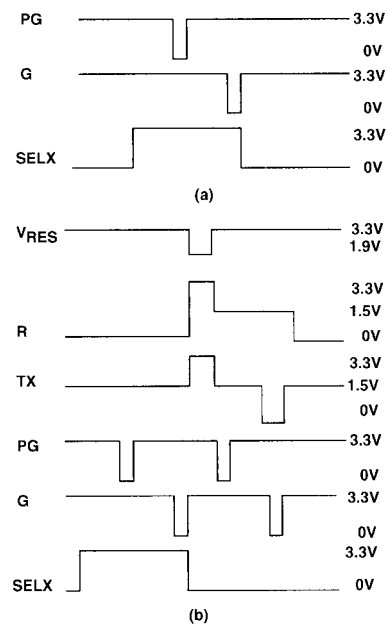 PG 3.3V
0V
G 3.3V
0V
3.3V
SELX 0V
(a)
VRES 3.3V
1.9V
3.3V
1.5V
R 0V
3.3V
TX 1.5V
0V
PG 3.3V
0V
G 3.3V
0V
3.3V
SELX 0V
(b)